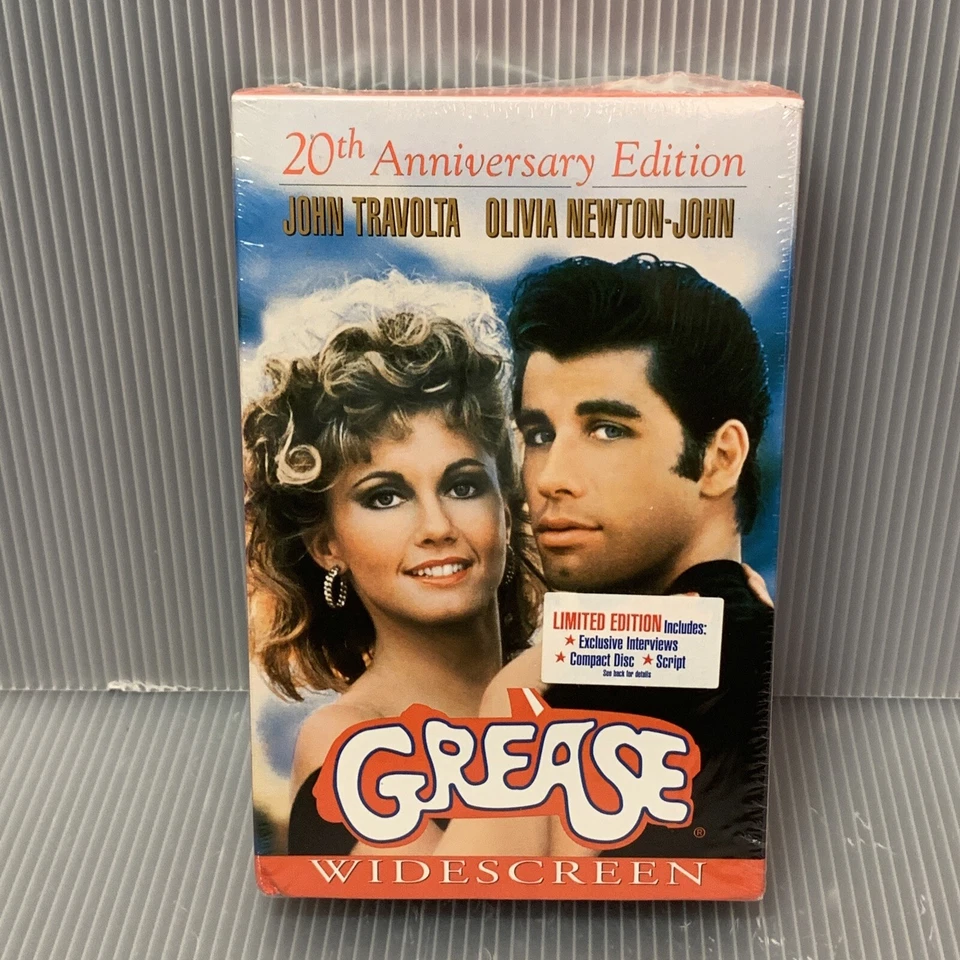 20th Anniversary Edition
JOHN TRAVOLTA OLIVIA NEWTON-JOHN
LIMITED EDITION Includes:
★ Exclusive Interviews
★ Compact Disc ★ Script
See back for details
GREASE ®
WIDESCREEN